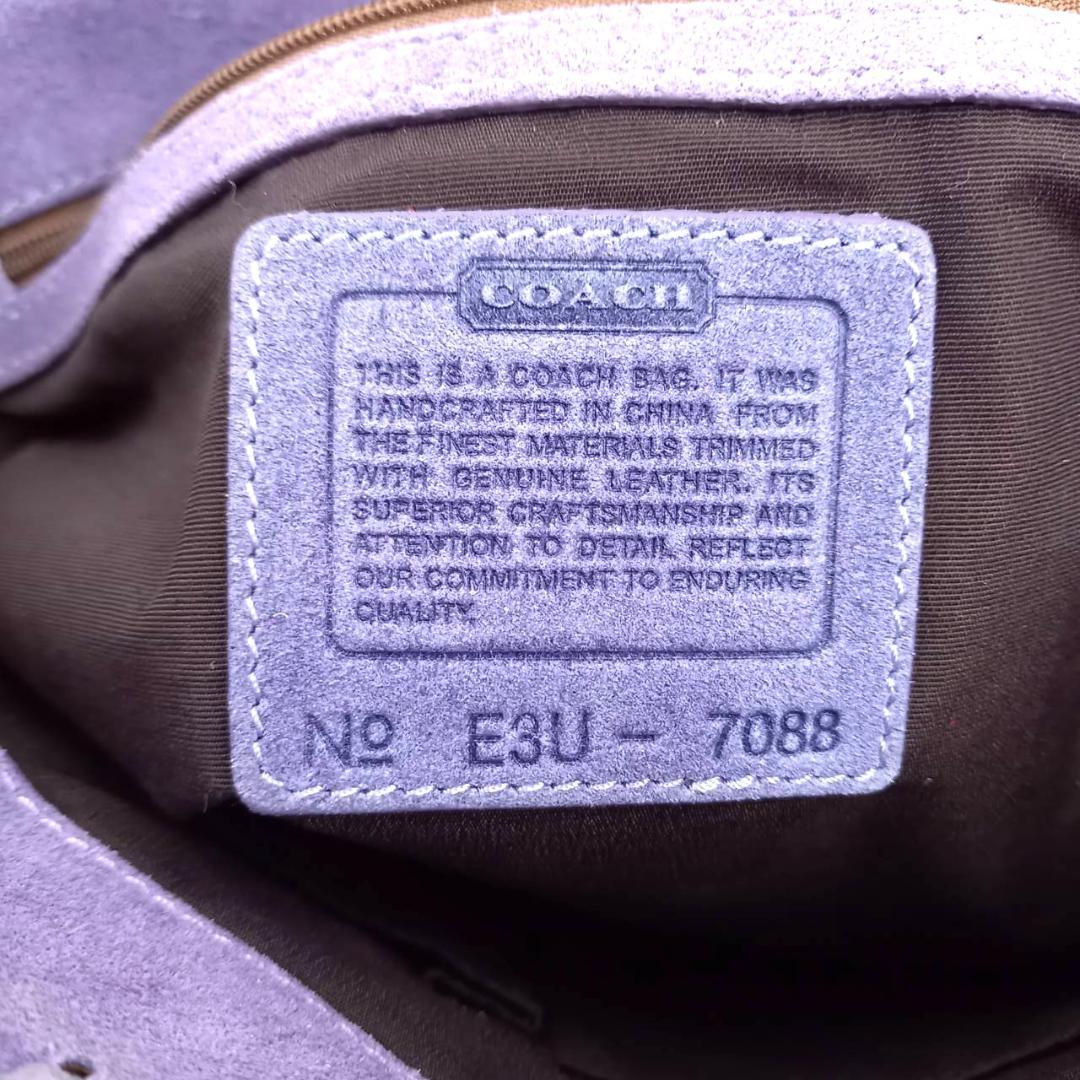 COACH
THIS IS A COACH BAG. IT WAS
HANDCRAFTED IN CHINA FROM
THE FINEST MATERIALS TRIMMED
WITH GENUINE LEATHER. ITS
SUPERIOR CRAFTSMANSHIP AND
ATTENTION TO DETAIL REFLECT
OUR COMMITMENT TO ENDURING
QUALITY.
Nº E3U - 7088